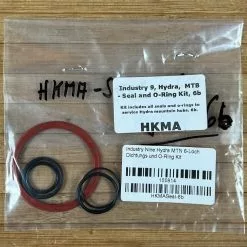 HKMA-S
Industry 9, Hydra, MTB
- Seal and O-Ring Kit, 6b
Kit includes all seals and o-rings to
service Hydra mountain hubs, 6b.
HKMA
6b
Industry Nine Hydra MTB 6-Loch
Dichtungs und O-Ring Kit
HKMASeal-6b